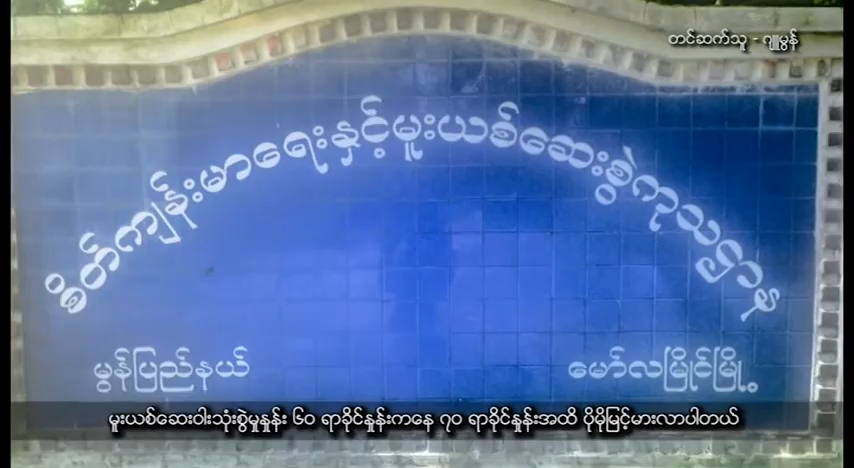 တင်ဆက်သူ - ဂျူမွန်
စိတ်ကျန်းမာရေးနှင့်မူးယစ်ဆေးစွဲကုသဌာန
မွန်ပြည်နယ် မော်လမြိုင်မြို့
မူးယစ်ဆေးဝါးသုံးစွဲမှုနှုန်း ၆၀ ရာခိုင်နှုန်းကနေ ၇၀ ရာခိုင်နှုန်းအထိ ပိုမိုမြင့်မားလာပါတယ်